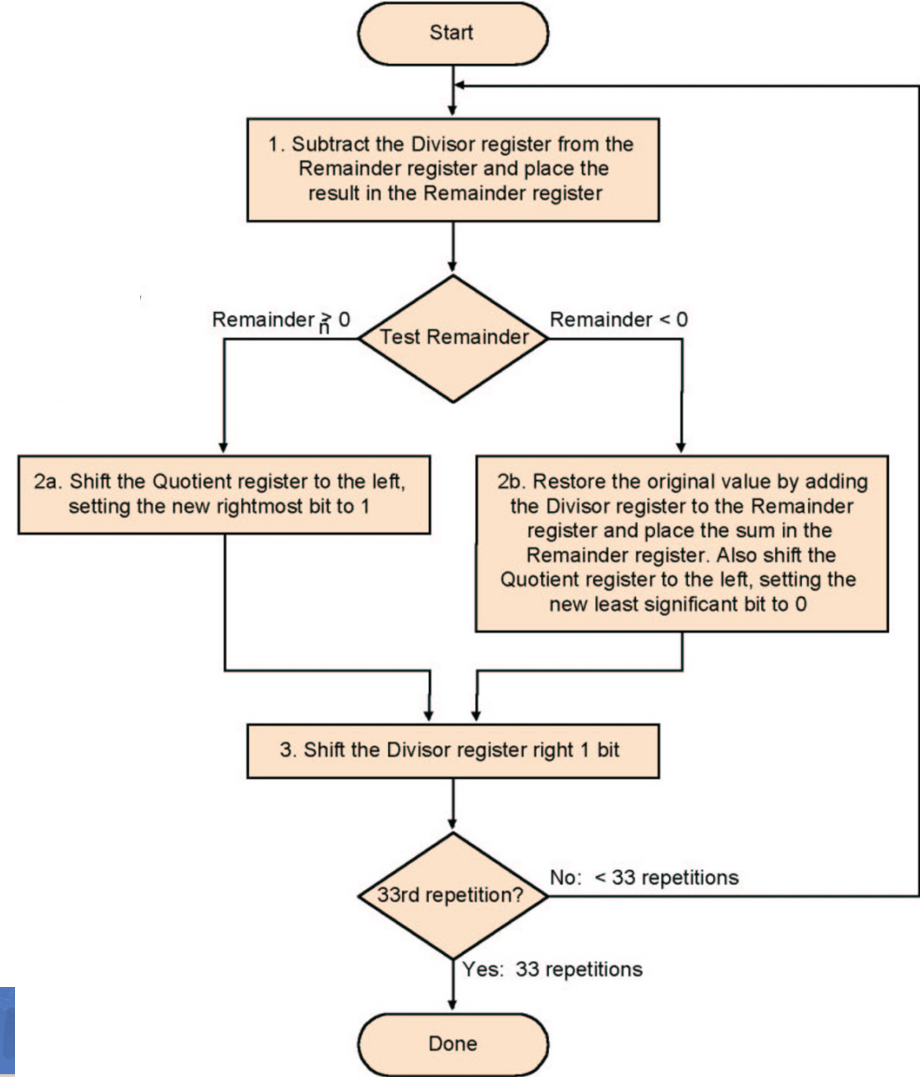 Start
1. Subtract the Divisor register from the
Remainder register and place the
result in the Remainder register
Remainder ≥ 0
n
Test Remainder
Remainder < 0
2a. Shift the Quotient register to the left,
setting the new rightmost bit to 1
2b. Restore the original value by adding
the Divisor register to the Remainder
register and place the sum in the
Remainder register. Also shift the
Quotient register to the left, setting the
new least significant bit to 0
3. Shift the Divisor register right 1 bit
33rd repetition?
No: < 33 repetitions
Yes: 33 repetitions
Done